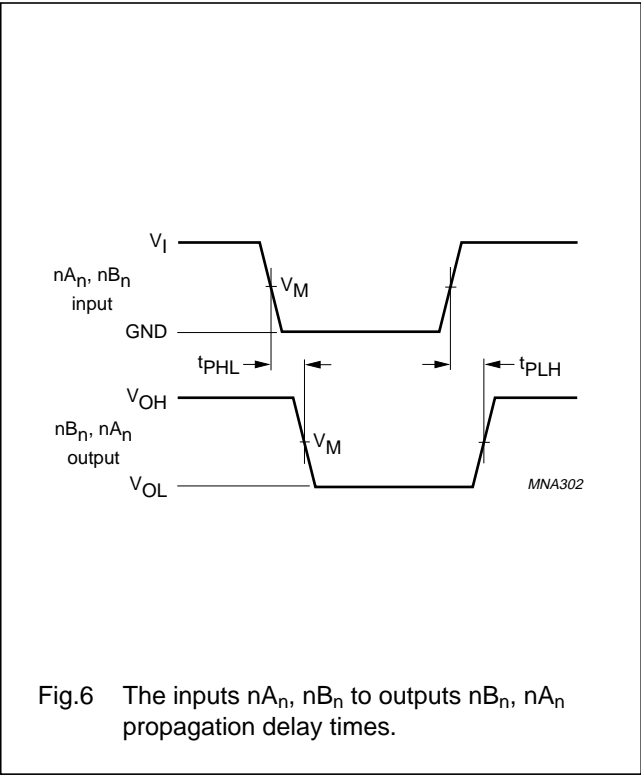 V_I
nA_n, nB_n
input
V_M
GND
t_PHL
t_PLH
V_OH
nB_n, nA_n
output
V_M
V_OL
MNA302
Fig.6 The inputs nA_n, nB_n to outputs nB_n, nA_n
propagation delay times.